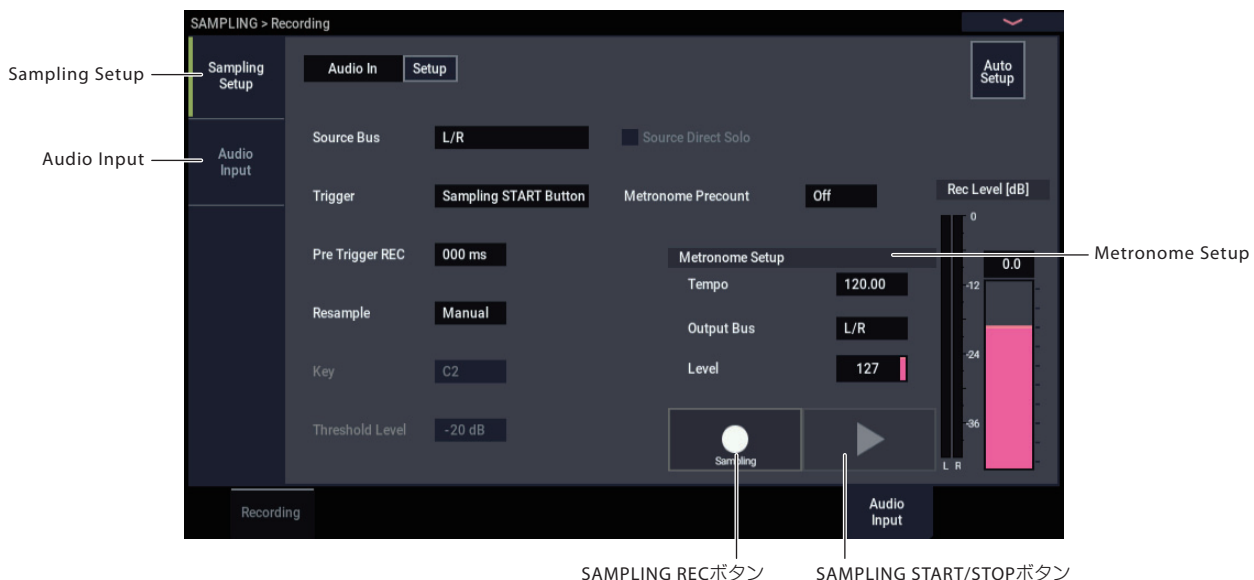 SAMPLING > Recording
Sampling Setup
Sampling
Setup
Audio In
Setup
Auto
Setup
Audio Input
Audio
Input
Source Bus
L/R
Source Direct Solo
Trigger
Sampling START Button
Metronome Precount
Off
Rec Level [dB]
0
Pre Trigger REC
000 ms
Metronome Setup
Metronome Setup
0.0
Tempo
120.00
-12
Resample
Manual
Output Bus
L/R
-24
Key
C2
Level
127
Threshold Level
-20 dB
-36
Sampling
L R
Recording
Audio
Input
SAMPLING RECボタン
SAMPLING START/STOPボタン